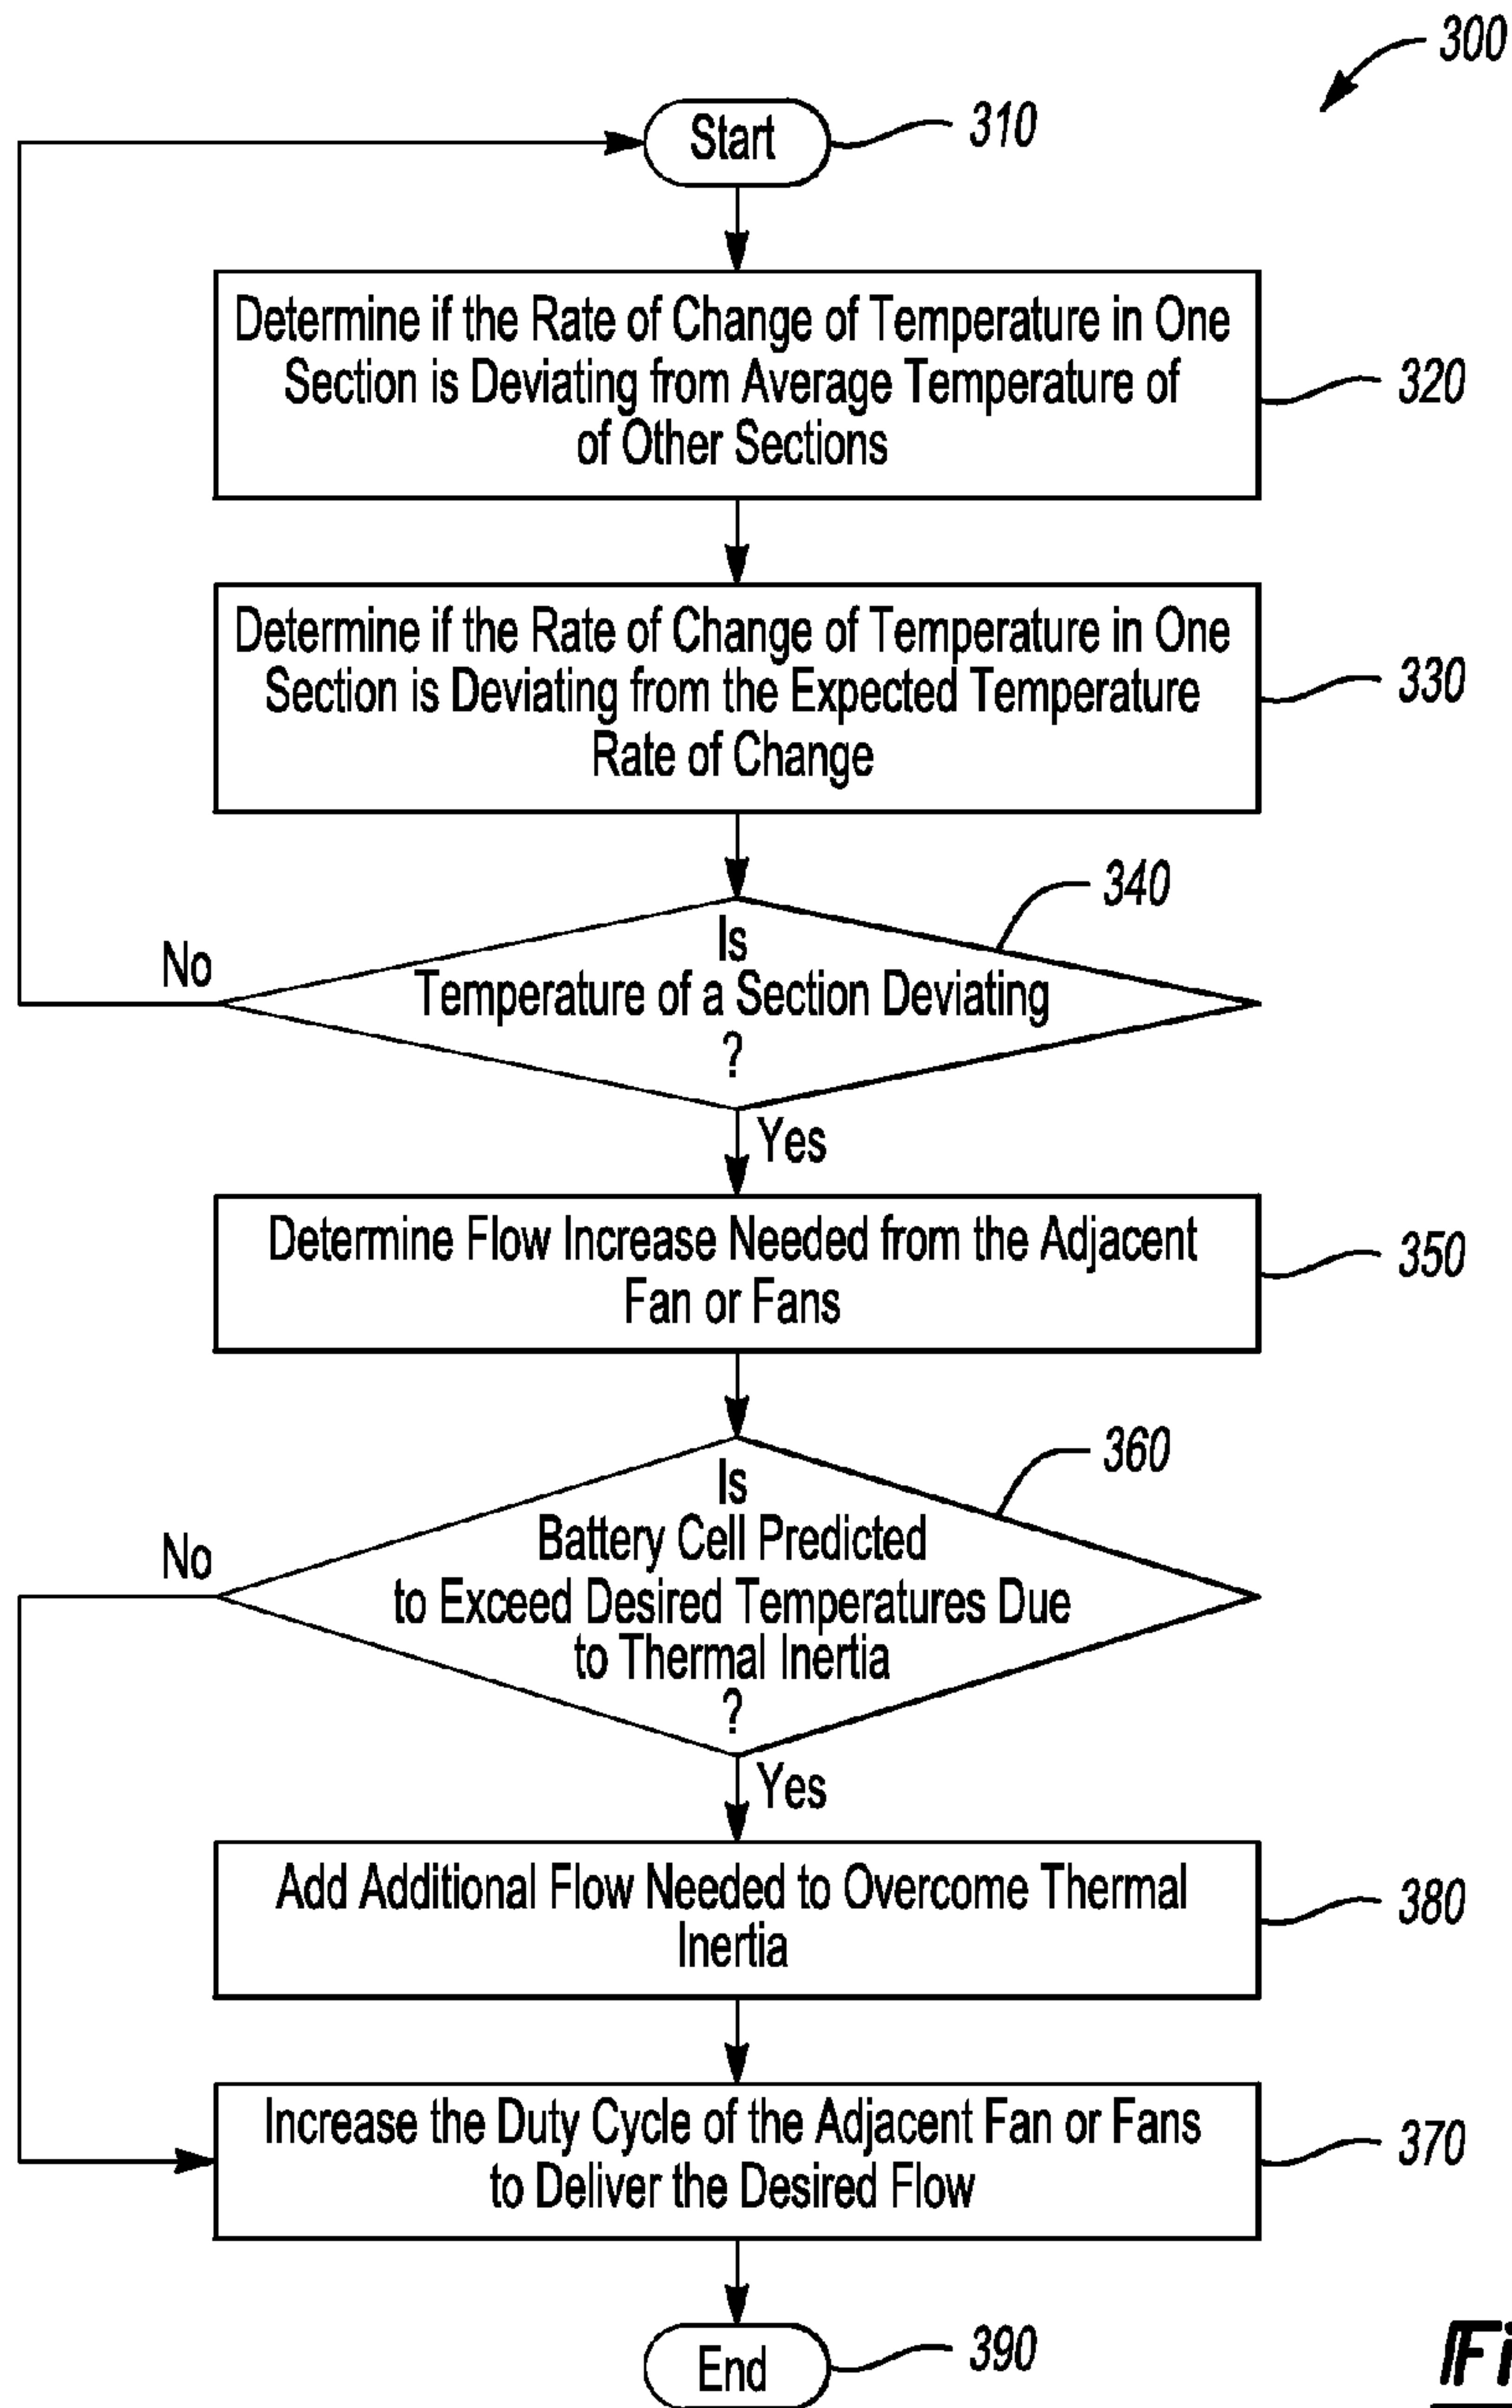 300
Start
310
Determine if the Rate of Change of Temperature in One
Section is Deviating from Average Temperature of
of Other Sections
320
Determine if the Rate of Change of Temperature in One
Section is Deviating from the Expected Temperature
Rate of Change
330
340
Is
Temperature of a Section Deviating
?
No
Yes
Determine Flow Increase Needed from the Adjacent
Fan or Fans
350
360
Is
Battery Cell Predicted
to Exceed Desired Temperatures Due
to Thermal Inertia
?
No
Yes
Add Additional Flow Needed to Overcome Thermal
Inertia
380
Increase the Duty Cycle of the Adjacent Fan or Fans
to Deliver the Desired Flow
370
End
390